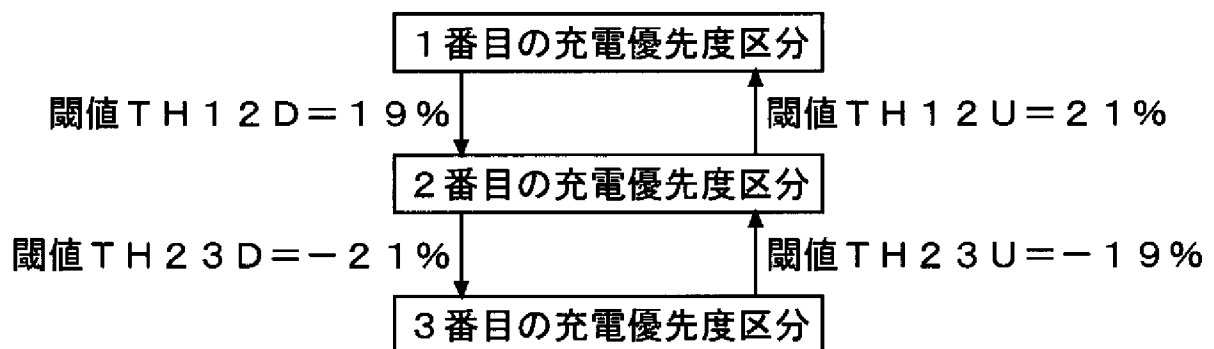 １番目の充電優先度区分
閾値ＴＨ１２Ｄ＝１９％
閾値ＴＨ１２Ｕ＝２１％
２番目の充電優先度区分
閾値ＴＨ２３Ｄ＝－２１％
閾値ＴＨ２３Ｕ＝－１９％
３番目の充電優先度区分